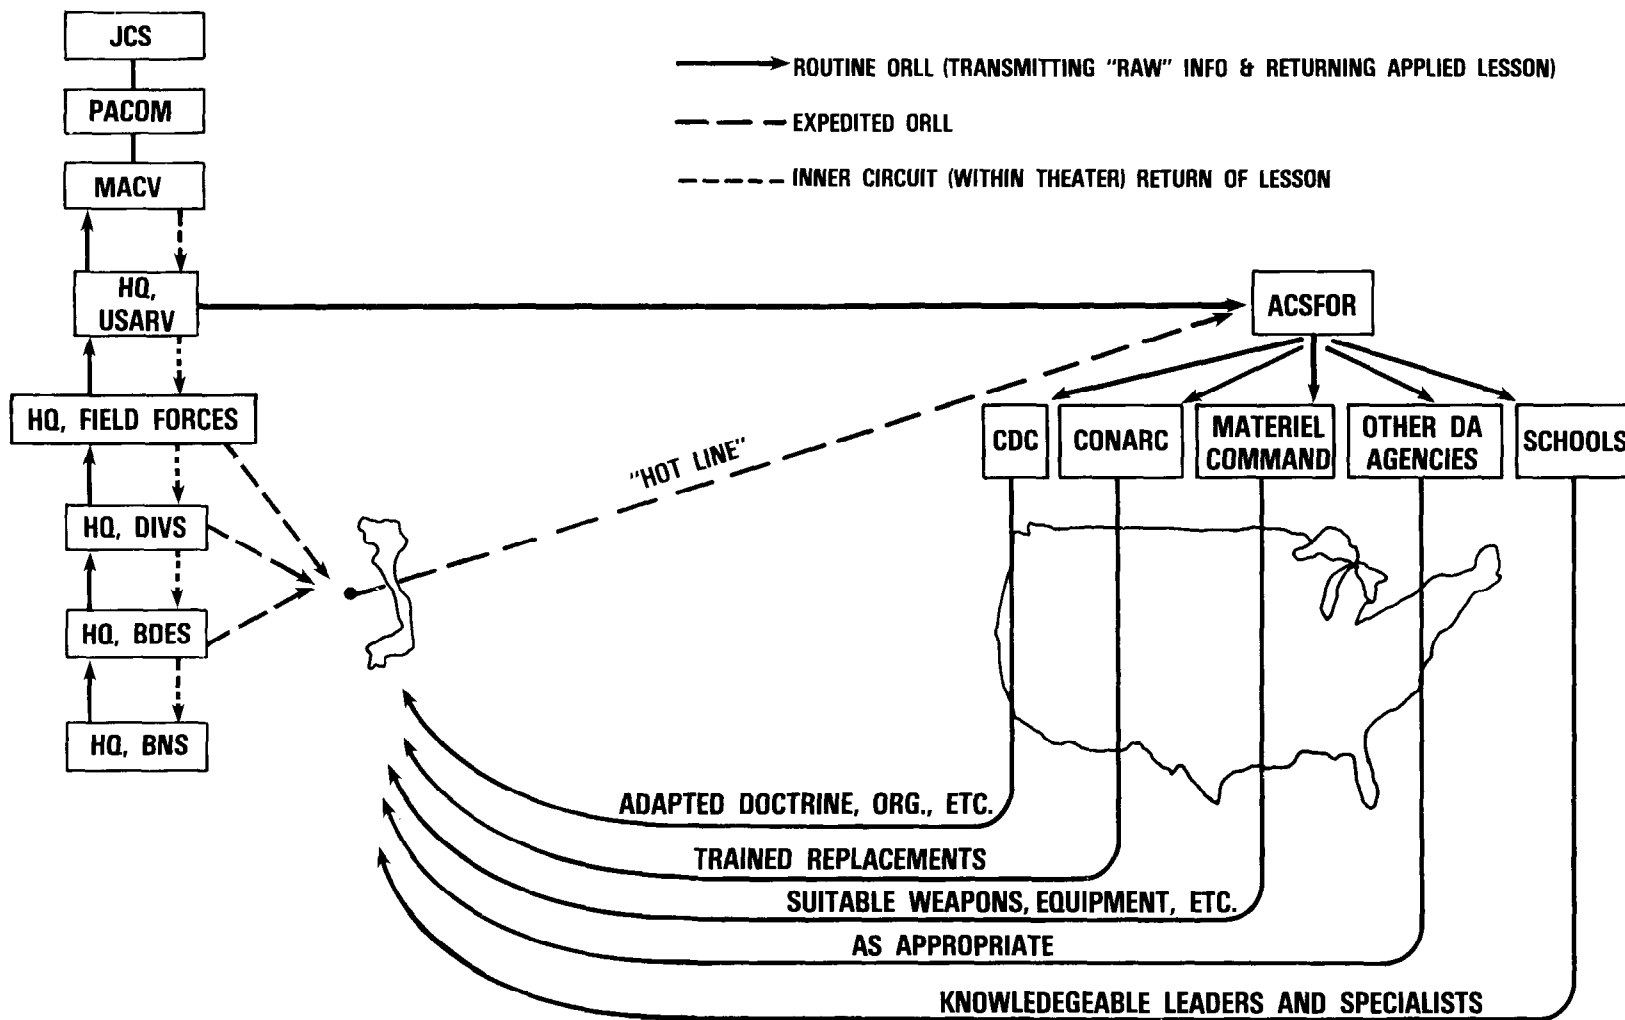 JCS
PACOM
MACV
HQ,
USARV
HQ, FIELD FORCES
HQ, DIVS
HQ, BDES
HQ, BNS
ROUTINE ORLL (TRANSMITTING "RAW" INFO & RETURNING APPLIED LESSON)
EXPEDITED ORLL
INNER CIRCUIT (WITHIN THEATER) RETURN OF LESSON
"HOT LINE"
ACSFOR
CDC
CONARC
MATERIEL
COMMAND
OTHER DA
AGENCIES
SCHOOLS
ADAPTED DOCTRINE, ORG., ETC.
TRAINED REPLACEMENTS
SUITABLE WEAPONS, EQUIPMENT, ETC.
AS APPROPRIATE
KNOWLEDEGEABLE LEADERS AND SPECIALISTS